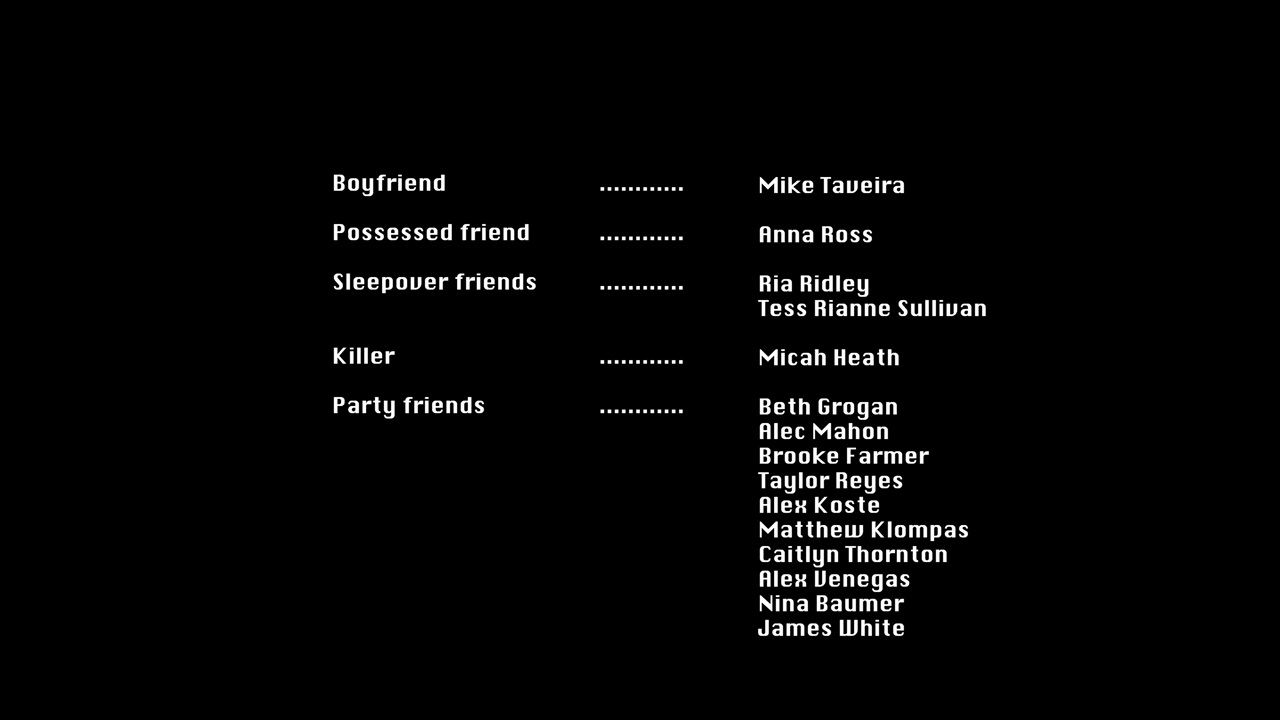 Boyfriend ............ Mike Taveira
Possessed friend ............ Anna Ross
Sleepover friends ............ Ria Ridley
Tess Rianne Sullivan
Killer ............ Micah Heath
Party friends ............ Beth Grogan
Alec Mahon
Brooke Farmer
Taylor Reyes
Alex Koste
Matthew Klompas
Caitlyn Thornton
Alex Venegas
Nina Baumer
James White